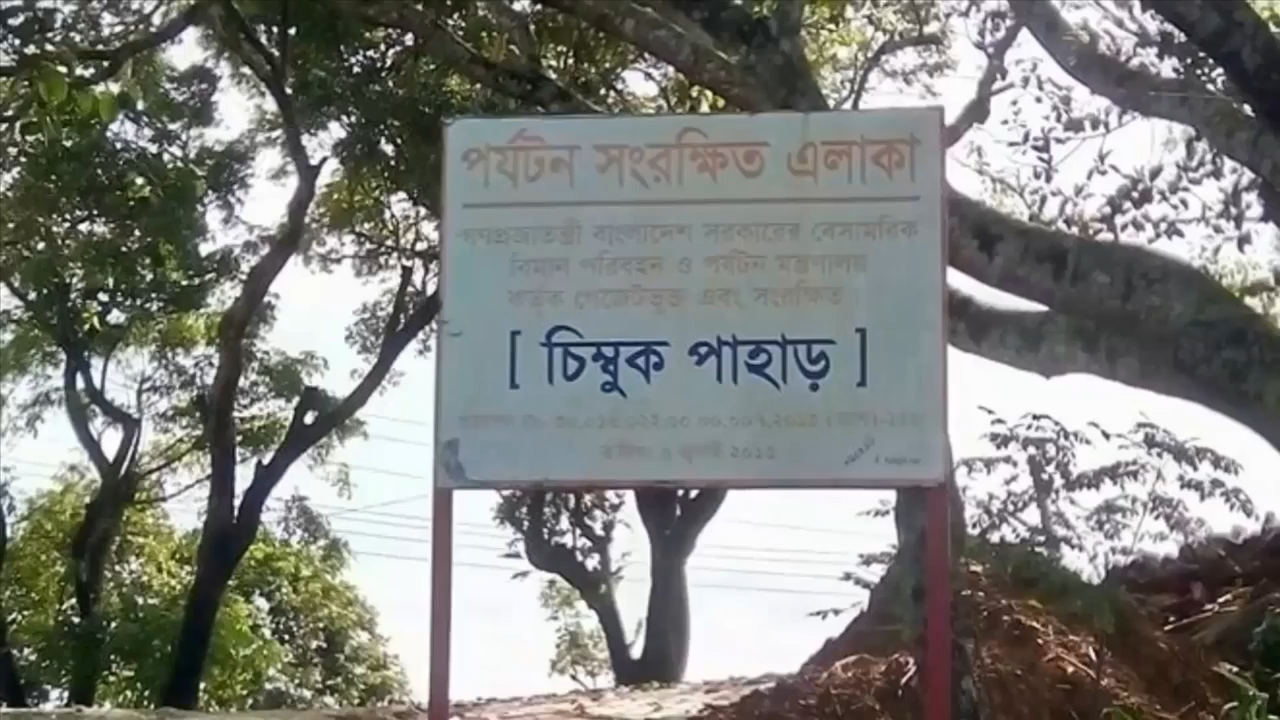 পর্যটন সংরক্ষিত এলাকা
গণপ্রজাতন্ত্রী বাংলাদেশ সরকারের বেসামরিক
বিমান পরিবহন ও পর্যটন মন্ত্রণালয়
কর্তৃক গেজেটভুক্ত এবং সংরক্ষিত
[ চিম্বুক পাহাড় ]